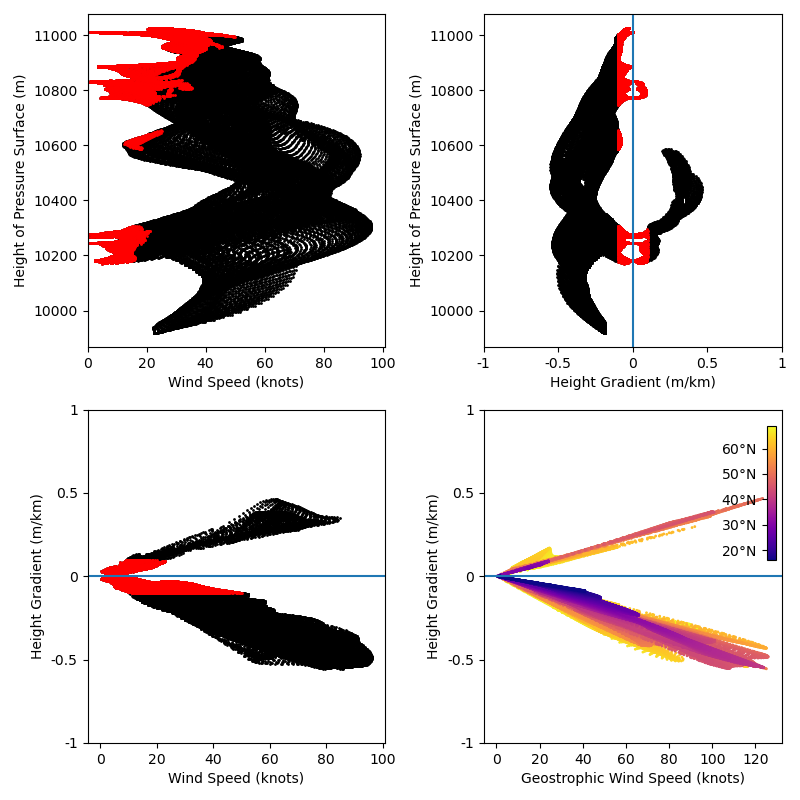 11000
10800
10600
10400
10200
10000
Height of Pressure Surface (m)
0 20 40 60 80 100
Wind Speed (knots)
11000
10800
10600
10400
10200
10000
Height of Pressure Surface (m)
-1 -0.5 0 0.5 1
Height Gradient (m/km)
1
0.5
0
-0.5
-1
Height Gradient (m/km)
0 20 40 60 80 100
Wind Speed (knots)
1
0.5
0
-0.5
-1
Height Gradient (m/km)
60°N
50°N
40°N
30°N
20°N
0 20 40 60 80 100 120
Geostrophic Wind Speed (knots)